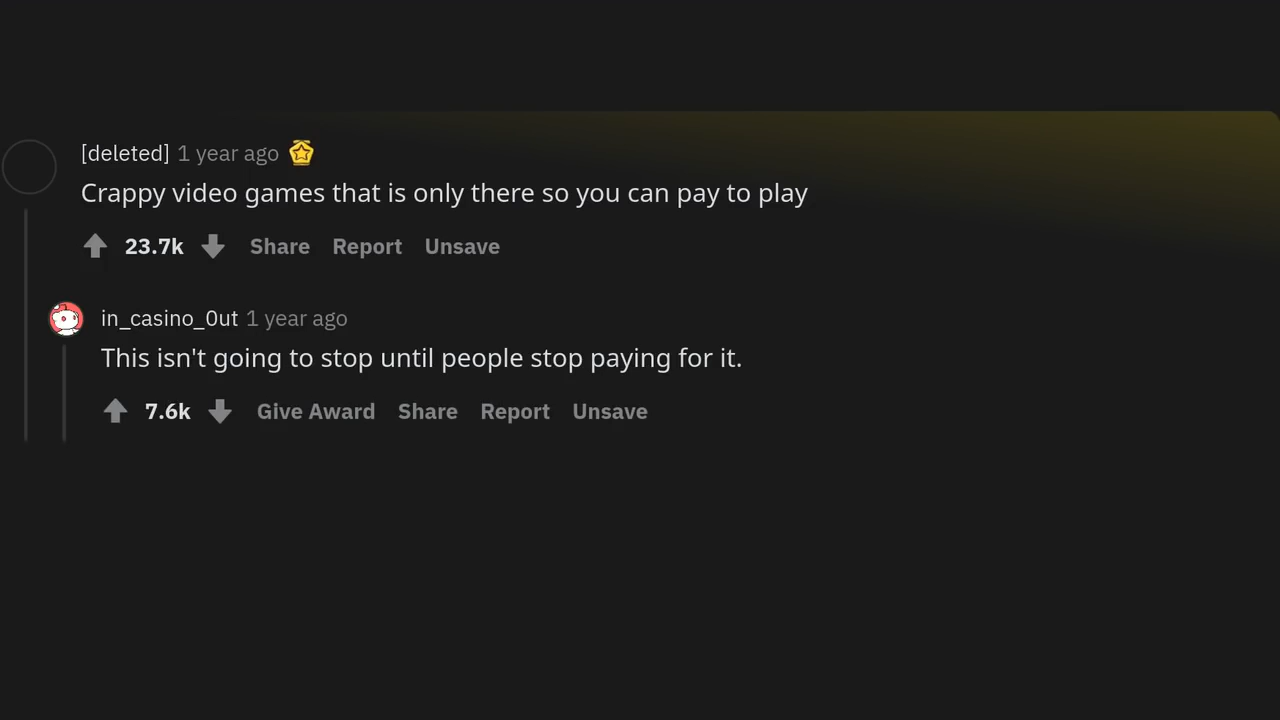 [deleted] 1 year ago
Crappy video games that is only there so you can pay to play
23.7k Share Report Unsave
in_casino_0ut 1 year ago
This isn't going to stop until people stop paying for it.
7.6k Give Award Share Report Unsave